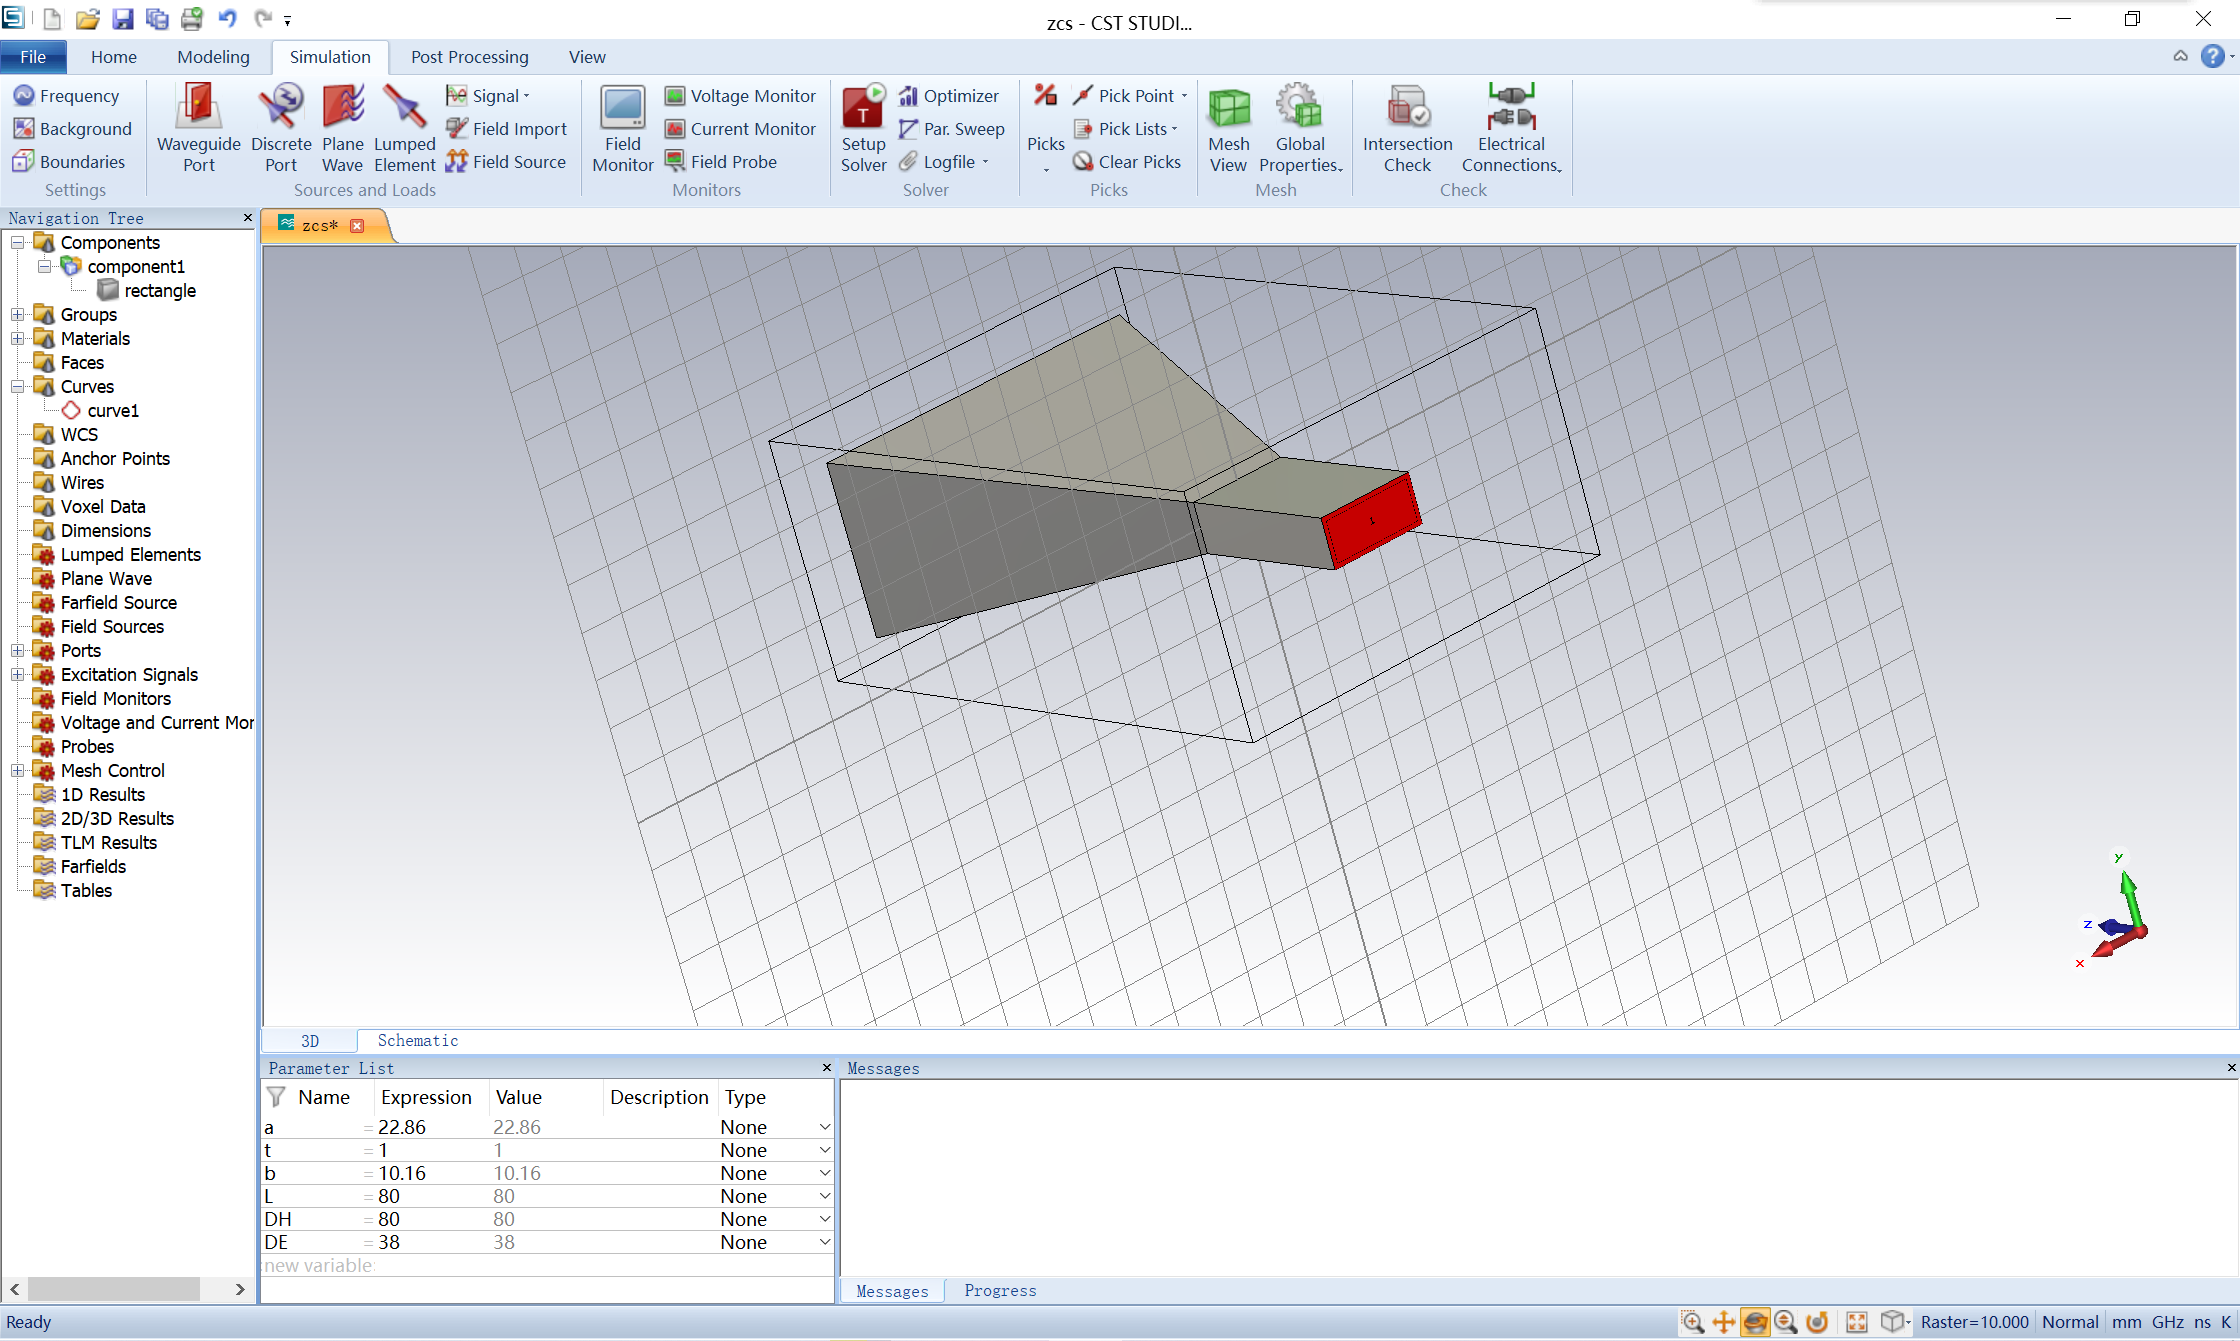 zcs - CST STUDI...
File Home Modeling Simulation Post Processing View
Frequency
Background
Boundaries
Settings
Waveguide Port
Discrete Port
Plane Wave
Lumped Element
Signal
Field Import
Field Source
Sources and Loads
Field Monitor
Voltage Monitor
Current Monitor
Field Probe
Monitors
Setup Solver
Optimizer
Par. Sweep
Logfile
Solver
Picks
Pick Point
Pick Lists
Clear Picks
Picks
Mesh View
Global Properties
Mesh
Intersection Check
Electrical Connections
Check
Navigation Tree
Components
component1
rectangle
Groups
Materials
Faces
Curves
curve1
WCS
Anchor Points
Wires
Voxel Data
Dimensions
Lumped Elements
Plane Wave
Farfield Source
Field Sources
Ports
Excitation Signals
Field Monitors
Voltage and Current Mor
Probes
Mesh Control
1D Results
2D/3D Results
TLM Results
Farfields
Tables
zcs*
1
y
z
x
3D Schematic
Parameter List
Name Expression Value Description Type
a = 22.86 22.86 None
t = 1 1 None
b = 10.16 10.16 None
L = 80 80 None
DH = 80 80 None
DE = 38 38 None
new variable
Messages
Messages Progress
Ready
Raster=10.000 Normal mm GHz ns K